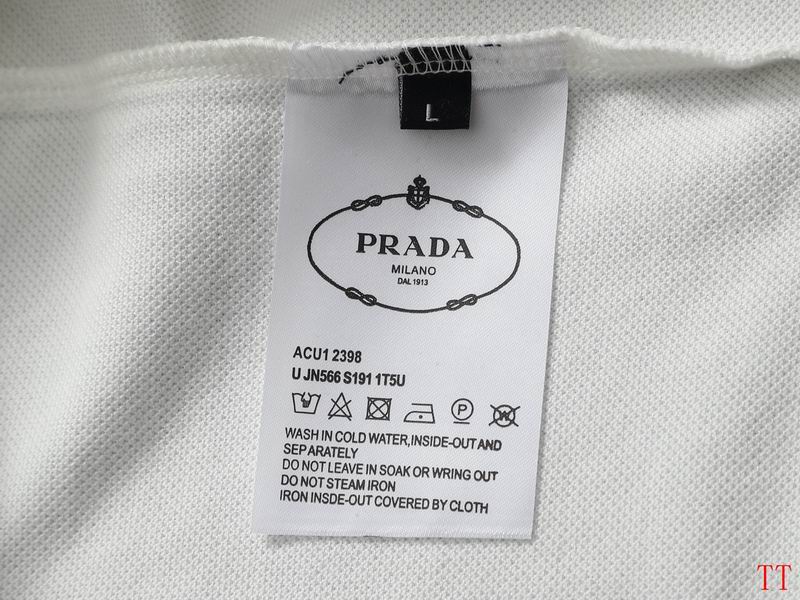 L
PRADA
MILANO
DAL 1913
ACU1 2398
U JN566 S191 1T5U
P
W
WASH IN COLD WATER,INSIDE-OUT AND
SEPARATELY
DO NOT LEAVE IN SOAK OR WRING OUT
DO NOT STEAM IRON
IRON INSDE-OUT COVERED BY CLOTH
TT